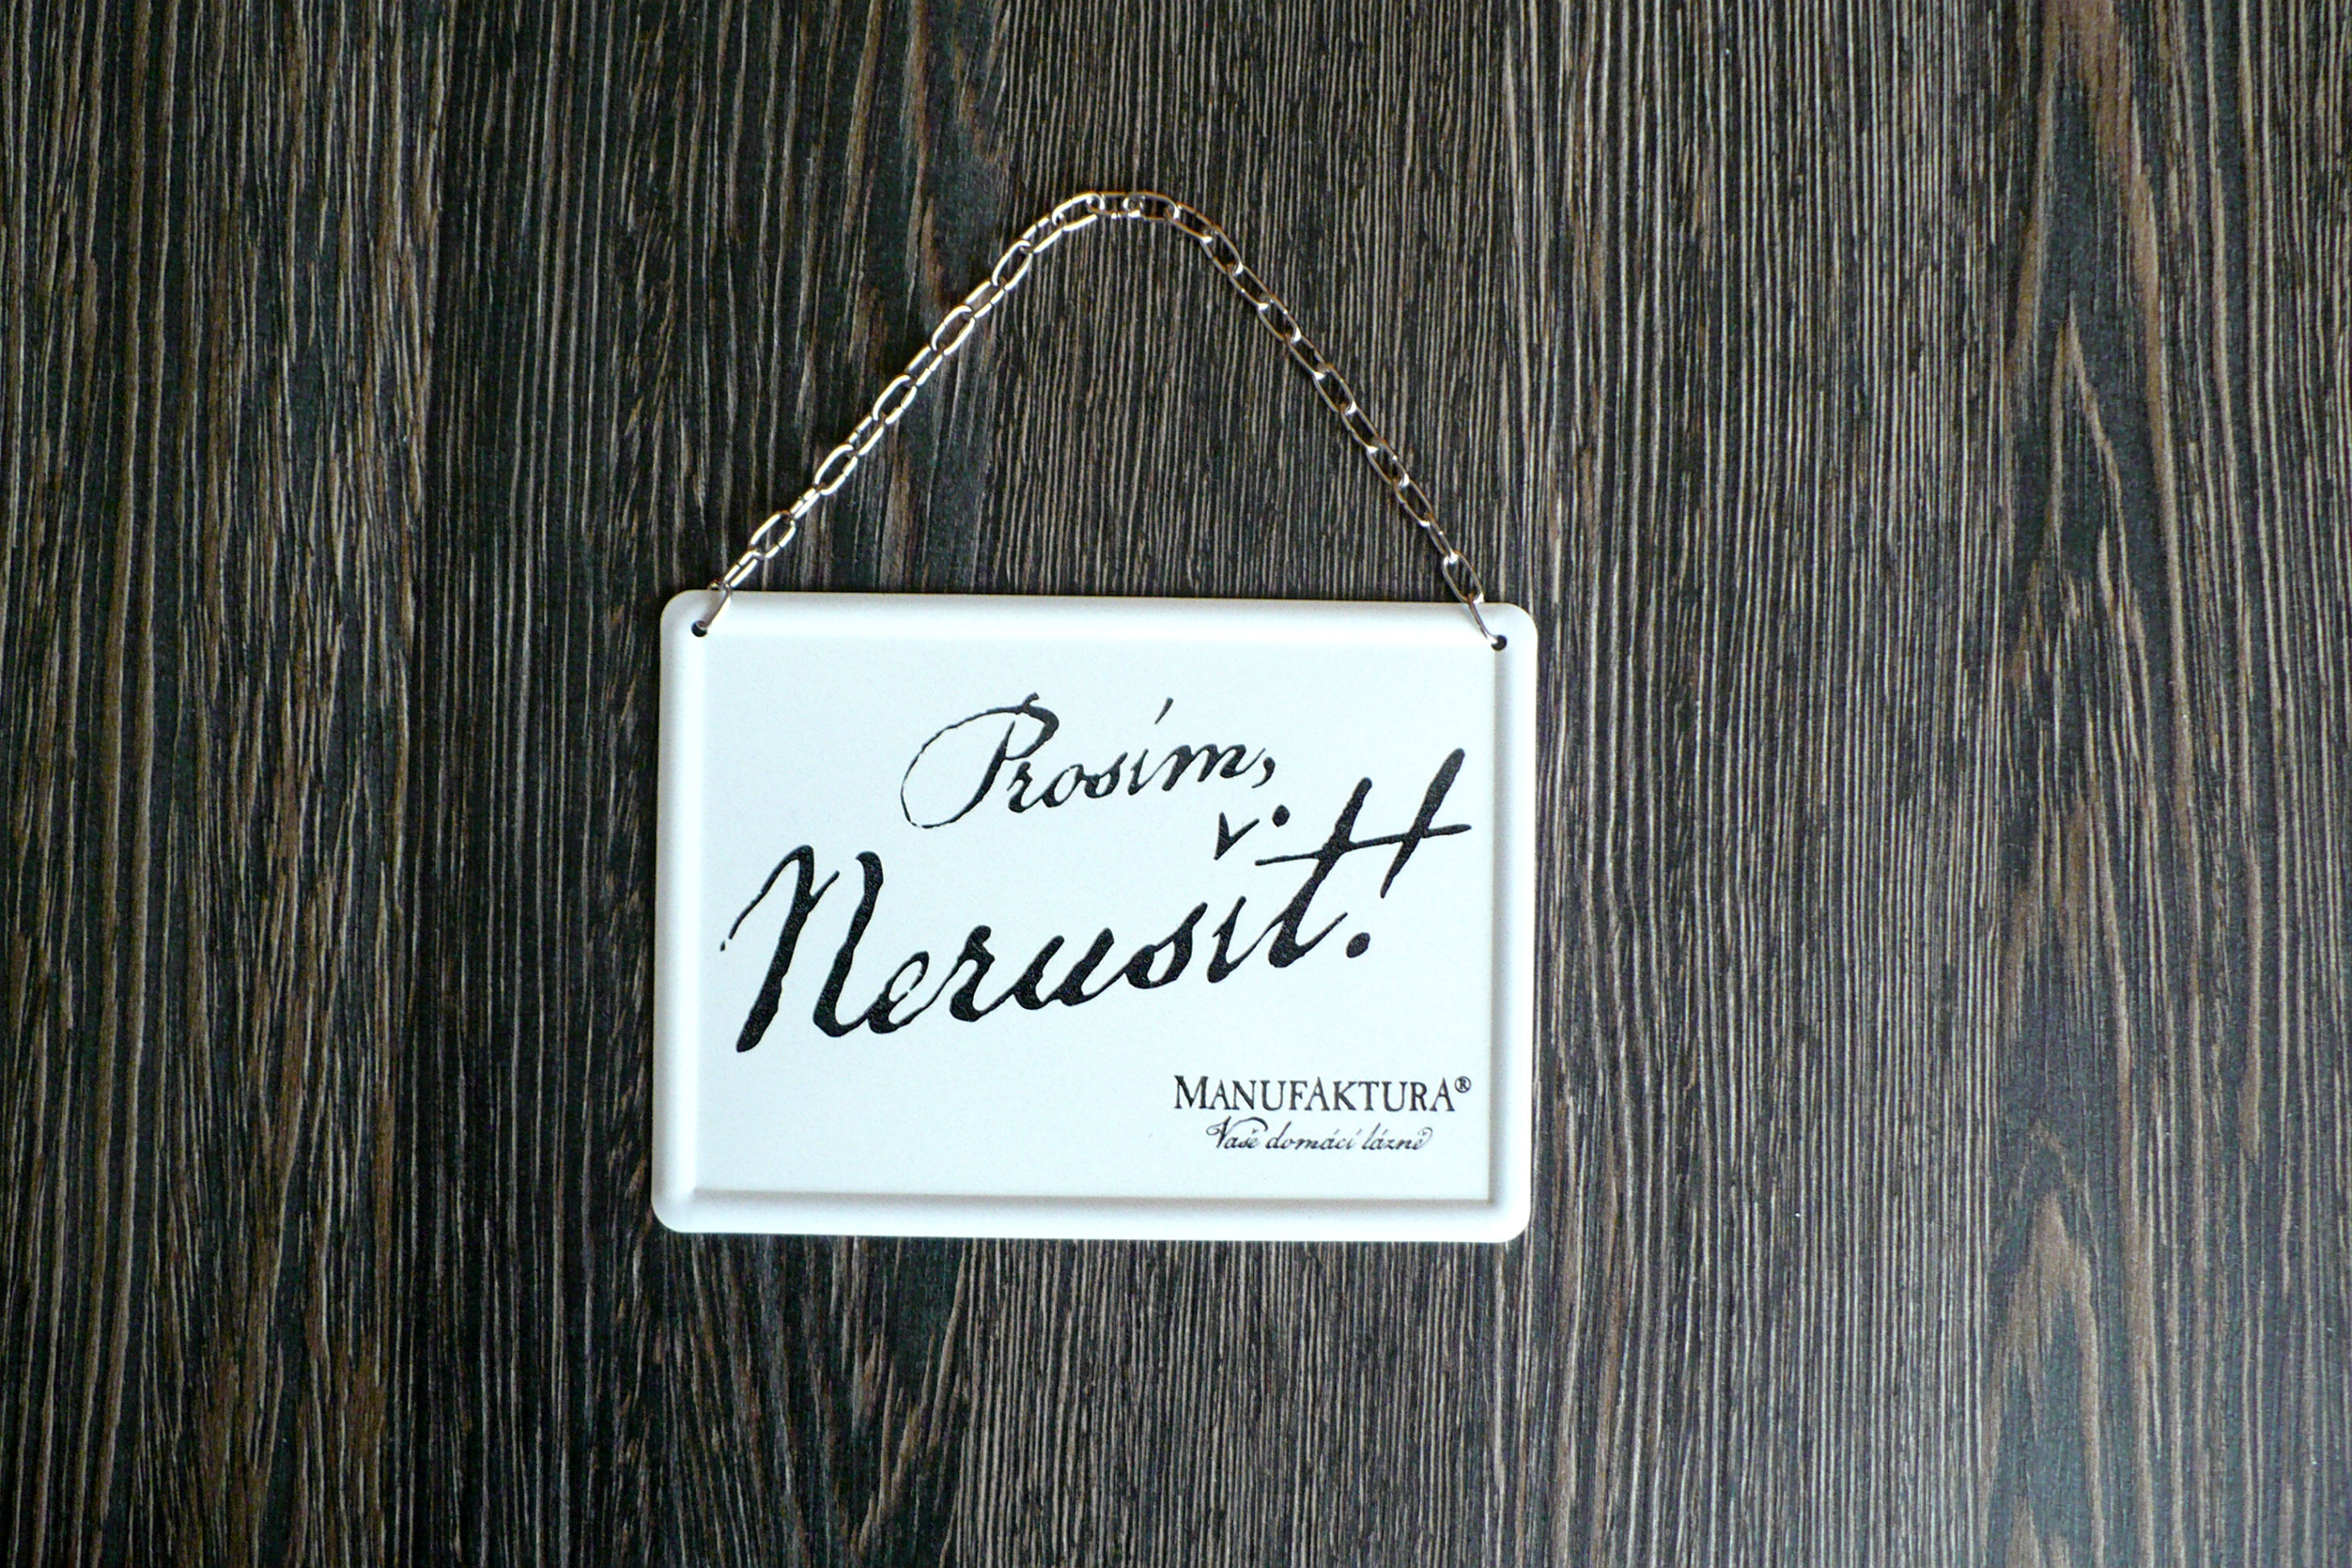 Prosím,
Nerušit!
MANUFAKTURA®
Vaše domácí lázně